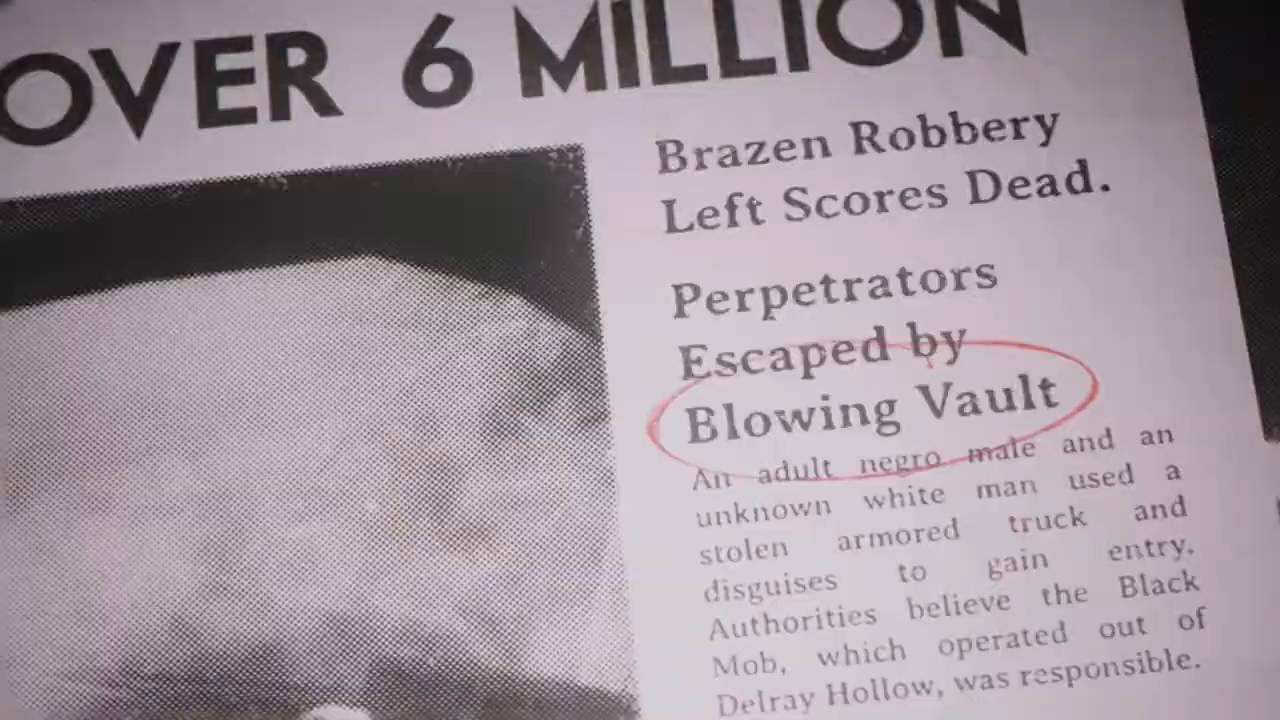 OVER 6 MILLION
Brazen Robbery
Left Scores Dead.
Perpetrators
Escaped by
Blowing Vault
An adult negro male and an
unknown white man used a
stolen armored truck and
disguises to gain entry.
Authorities believe the Black
Mob, which operated out of
Delray Hollow, was responsible.